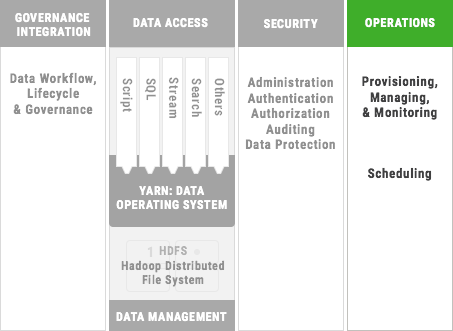 GOVERNANCE
INTEGRATION
Data Workflow,
Lifecycle
& Governance
DATA ACCESS
Script
SQL
Stream
Search
Others
YARN: DATA
OPERATING SYSTEM
1 HDFS
Hadoop Distributed
File System
DATA MANAGEMENT
SECURITY
Administration
Authentication
Authorization
Auditing
Data Protection
OPERATIONS
Provisioning,
Managing,
& Monitoring
Scheduling